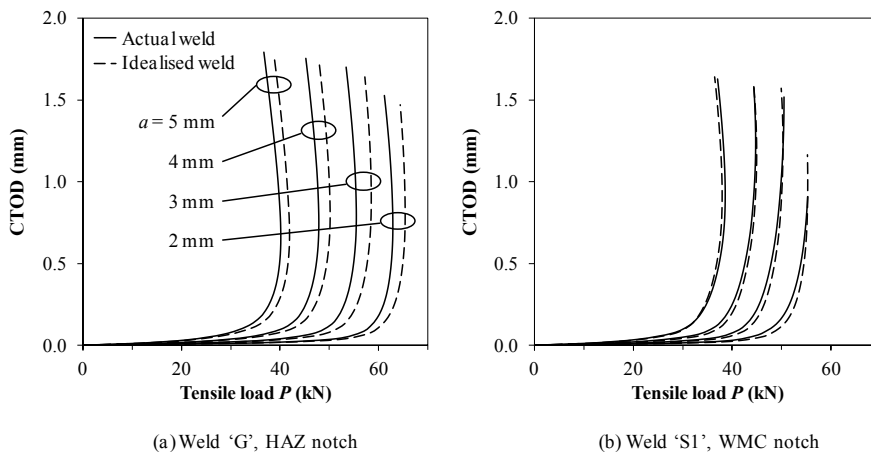 2.0
1.5
1.0
0.5
0.0
CTOD (mm)
Actual weld
Idealised weld
a = 5 mm
4 mm
3 mm
2 mm
0
20
40
60
Tensile load P (kN)
(a) Weld ‘G’, HAZ notch
2.0
1.5
1.0
0.5
0.0
CTOD (mm)
0
20
40
60
Tensile load P (kN)
(b) Weld ‘S1’, WMC notch